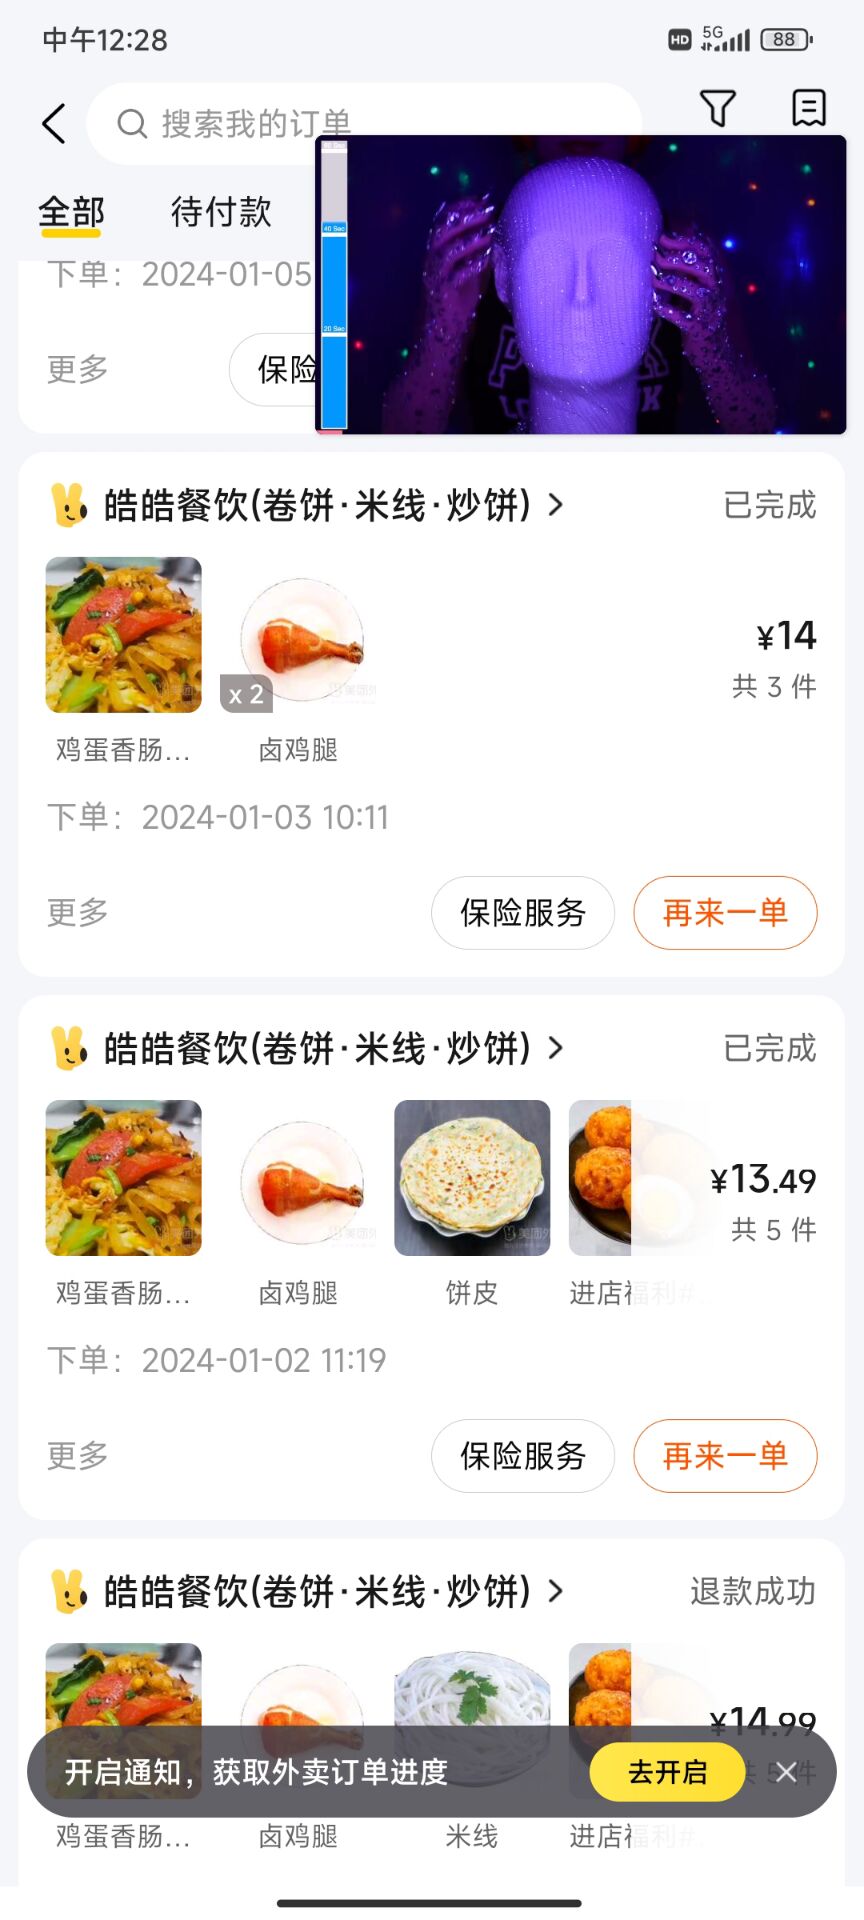 中午12:28
HD 5G 88
搜索我的订单
全部 待付款
60 Sec
40 Sec
20 Sec
下单：2024-01-05
更多 保险
皓皓餐饮(卷饼·米线·炒饼) 已完成
¥14
x 2
共 3 件
鸡蛋香肠... 卤鸡腿
下单：2024-01-03 10:11
更多 保险服务 再来一单
皓皓餐饮(卷饼·米线·炒饼) 已完成
¥13.49
共 5 件
鸡蛋香肠... 卤鸡腿 饼皮 进店福利#
下单：2024-01-02 11:19
更多 保险服务 再来一单
皓皓餐饮(卷饼·米线·炒饼) 退款成功
¥14.99
共 5 件
开启通知，获取外卖订单进度 去开启
鸡蛋香肠... 卤鸡腿 米线 进店福利#